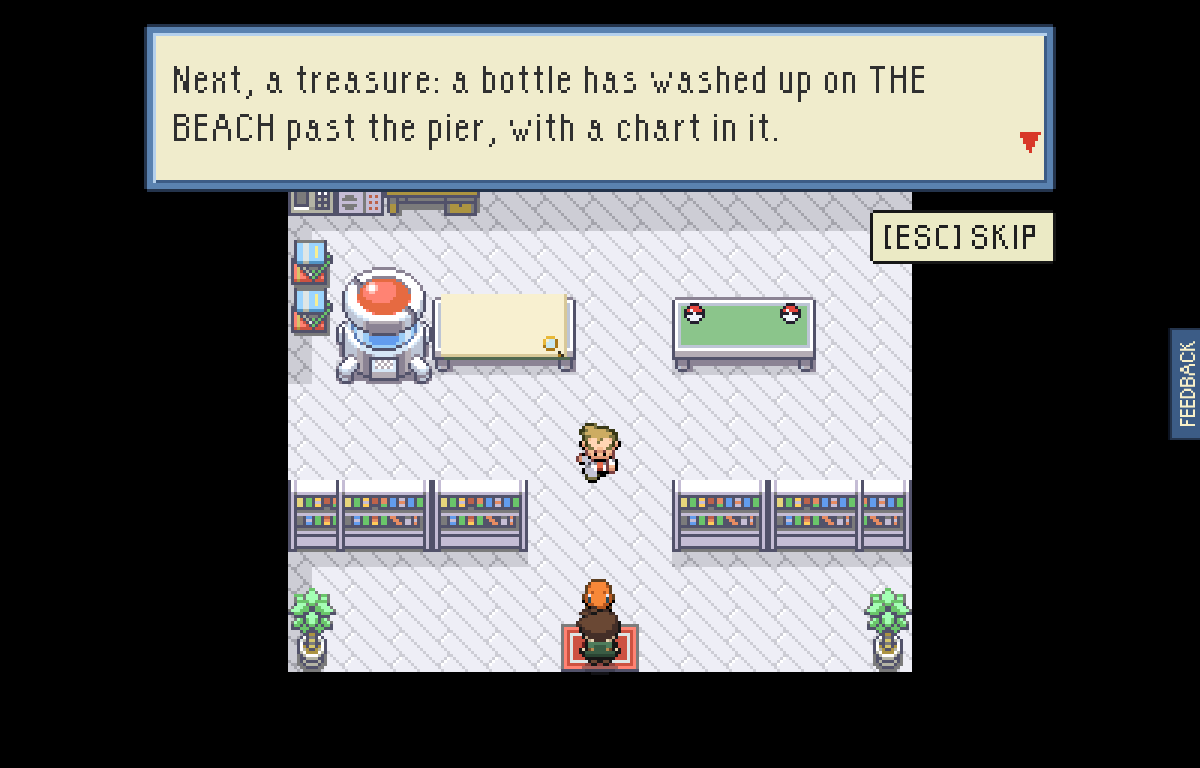 Next, a treasure: a bottle has washed up on THE
BEACH past the pier, with a chart in it.
[ESC] SKIP
FEEDBACK